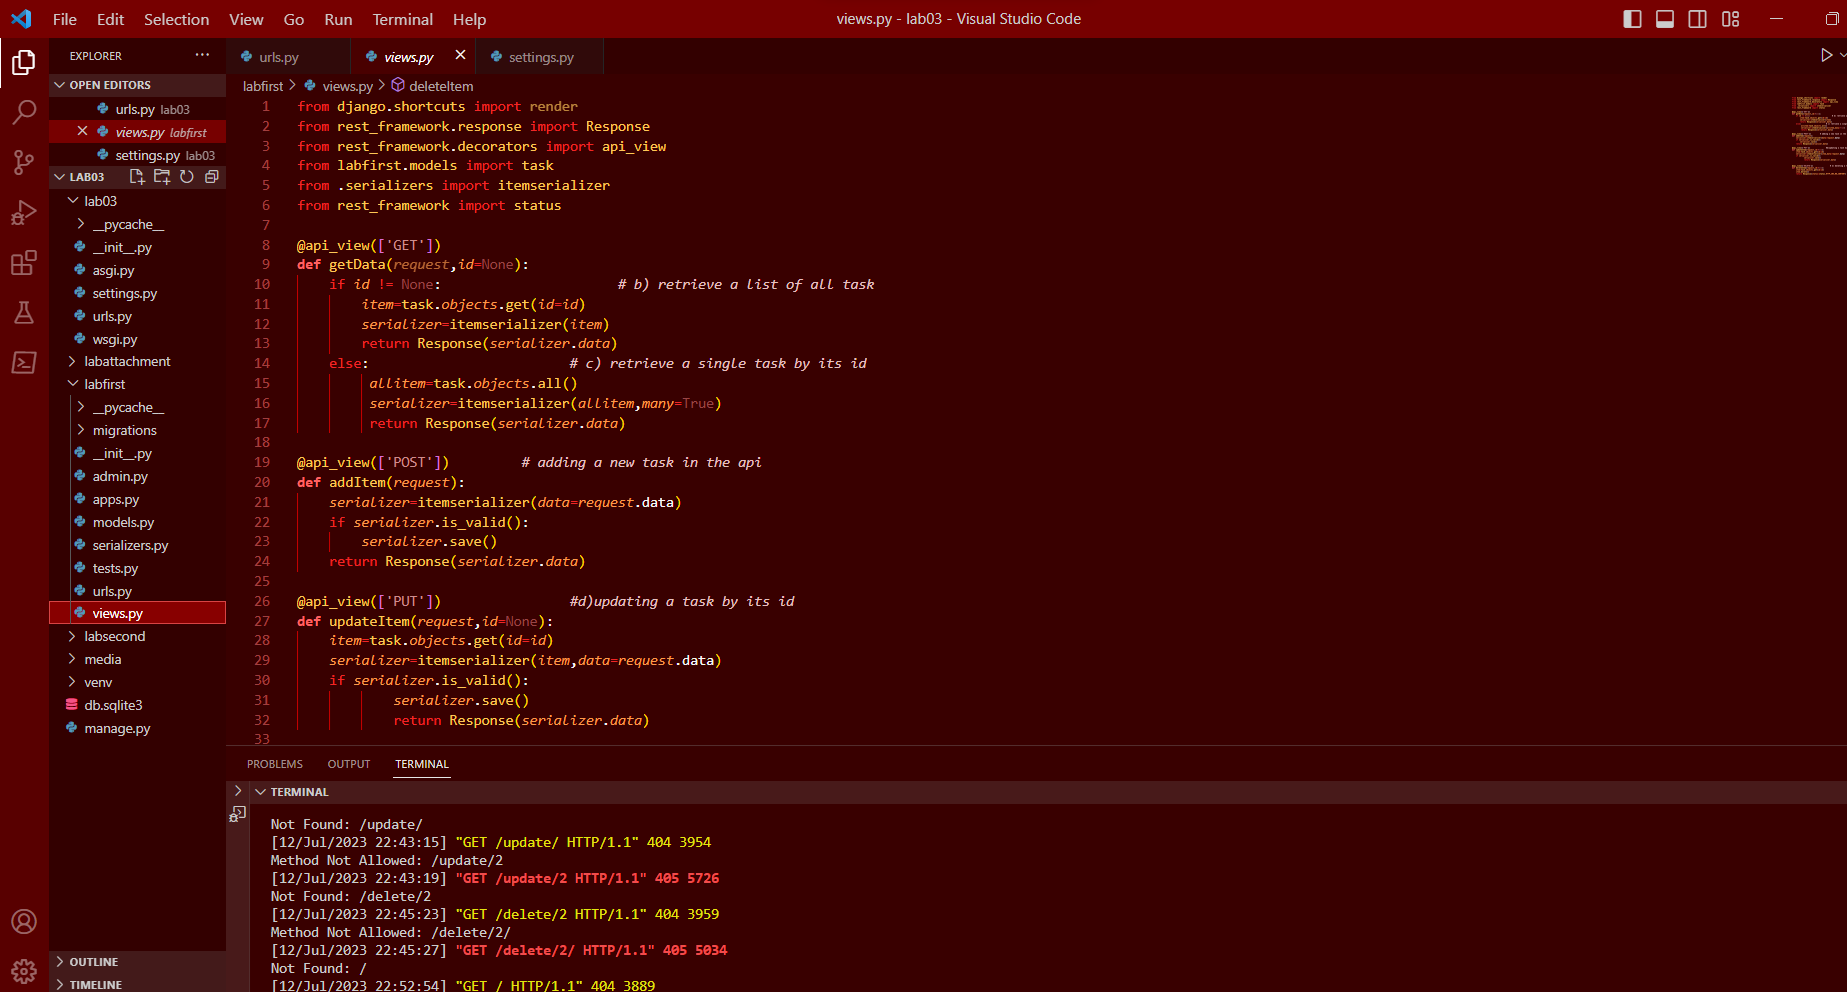 File Edit Selection View Go Run Terminal Help
views.py - lab03 - Visual Studio Code
EXPLORER
OPEN EDITORS
urls.py lab03
views.py labfirst
settings.py lab03
LAB03
lab03
__pycache__
__init__.py
asgi.py
settings.py
urls.py
wsgi.py
labattachment
labfirst
__pycache__
migrations
__init__.py
admin.py
apps.py
models.py
serializers.py
tests.py
urls.py
views.py
labsecond
media
venv
db.sqlite3
manage.py
OUTLINE
TIMELINE
urls.py views.py settings.py
labfirst > views.py > deleteItem
1 from django.shortcuts import render
2 from rest_framework.response import Response
3 from rest_framework.decorators import api_view
4 from labfirst.models import task
5 from .serializers import itemserializer
6 from rest_framework import status
7
8 @api_view(['GET'])
9 def getData(request,id=None):
10 if id != None: # b) retrieve a list of all task
11 item=task.objects.get(id=id)
12 serializer=itemserializer(item)
13 return Response(serializer.data)
14 else: # c) retrieve a single task by its id
15 allitem=task.objects.all()
16 serializer=itemserializer(allitem,many=True)
17 return Response(serializer.data)
18
19 @api_view(['POST']) # adding a new task in the api
20 def addItem(request):
21 serializer=itemserializer(data=request.data)
22 if serializer.is_valid():
23 serializer.save()
24 return Response(serializer.data)
25
26 @api_view(['PUT']) #d)updating a task by its id
27 def updateItem(request,id=None):
28 item=task.objects.get(id=id)
29 serializer=itemserializer(item,data=request.data)
30 if serializer.is_valid():
31 serializer.save()
32 return Response(serializer.data)
33
PROBLEMS OUTPUT TERMINAL
TERMINAL
Not Found: /update/
[12/Jul/2023 22:43:15] "GET /update/ HTTP/1.1" 404 3954
Method Not Allowed: /update/2
[12/Jul/2023 22:43:19] "GET /update/2 HTTP/1.1" 405 5726
Not Found: /delete/2
[12/Jul/2023 22:45:23] "GET /delete/2 HTTP/1.1" 404 3959
Method Not Allowed: /delete/2/
[12/Jul/2023 22:45:27] "GET /delete/2/ HTTP/1.1" 405 5034
Not Found: /
[12/Jul/2023 22:52:54] "GET / HTTP/1.1" 404 3889